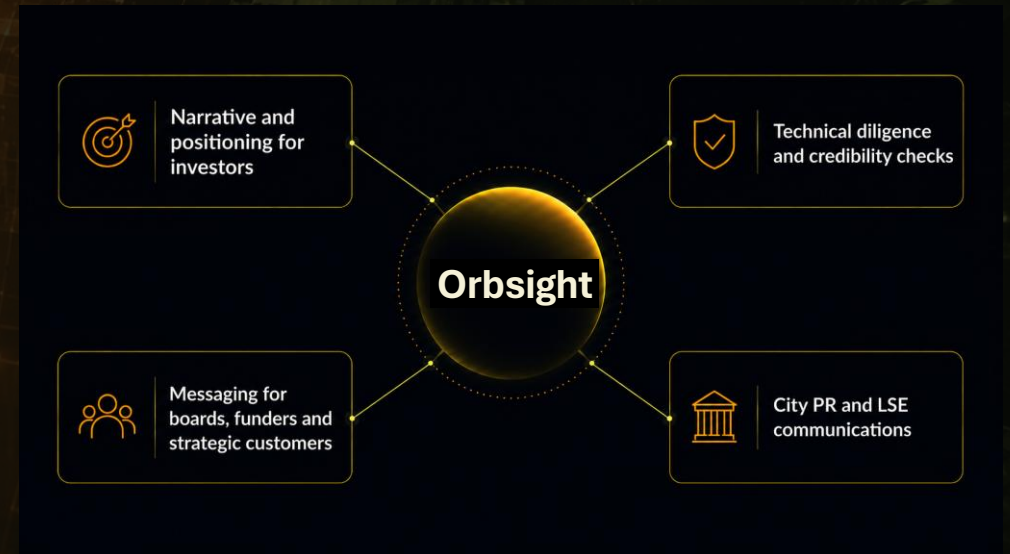 Narrative and
positioning for
investors
Technical diligence
and credibility checks
Orbsight
Messaging for
boards, funders and
strategic customers
City PR and LSE
communications